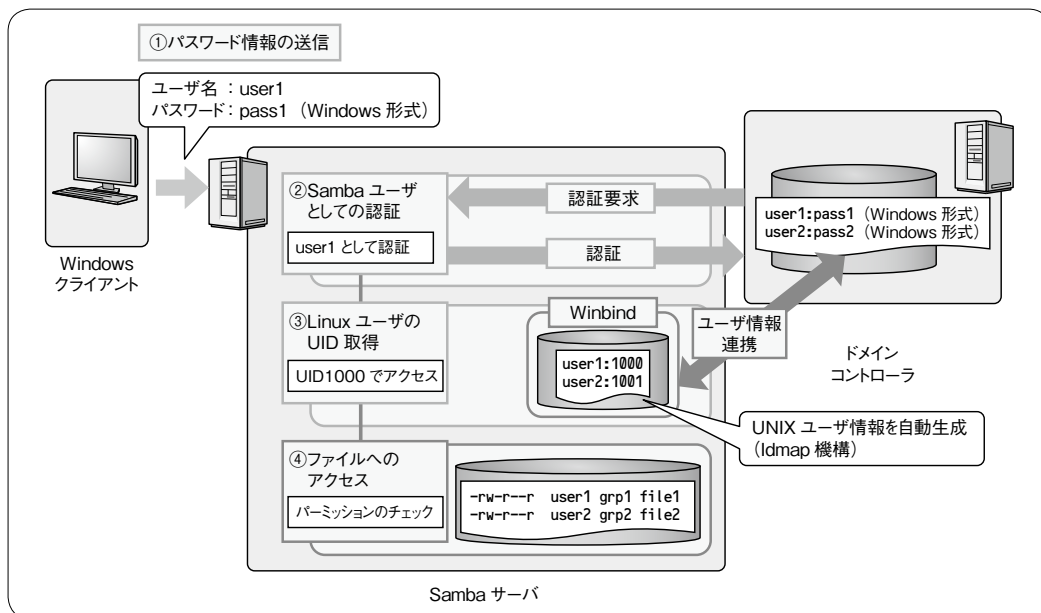 ①パスワード情報の送信
ユーザ名 : user1
パスワード : pass1 （Windows 形式）
Windows
クライアント
②Samba ユーザ
としての認証
user1 として認証
認証要求
認証
user1:pass1（Windows 形式）
user2:pass2（Windows 形式）
③Linux ユーザの
UID 取得
UID1000 でアクセス
Winbind
user1:1000
user2:1001
ユーザ情報
連携
ドメイン
コントローラ
UNIX ユーザ情報を自動生成
（Idmap 機構）
④ファイルへの
アクセス
パーミッションのチェック
-rw-r--r user1 grp1 file1
-rw-r--r user2 grp2 file2
Samba サーバ